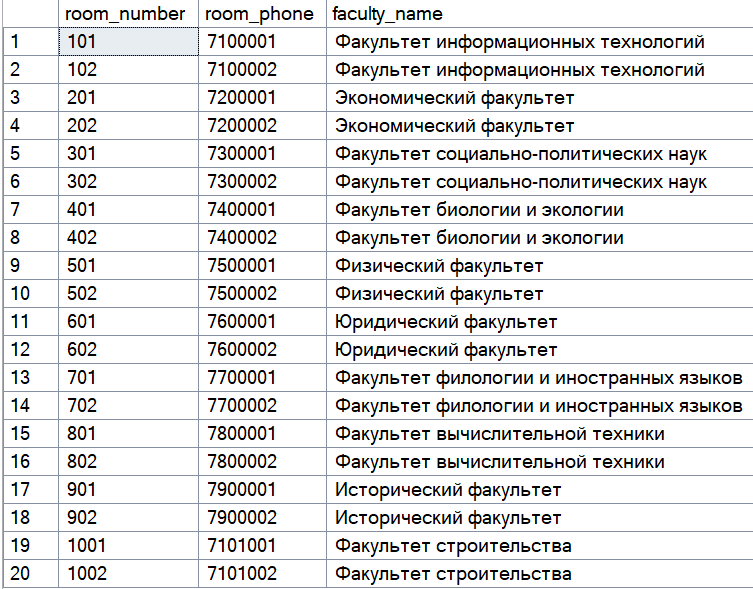 room_number room_phone faculty_name
1 101 7100001 Факультет информационных технологий
2 102 7100002 Факультет информационных технологий
3 201 7200001 Экономический факультет
4 202 7200002 Экономический факультет
5 301 7300001 Факультет социально-политических наук
6 302 7300002 Факультет социально-политических наук
7 401 7400001 Факультет биологии и экологии
8 402 7400002 Факультет биологии и экологии
9 501 7500001 Физический факультет
10 502 7500002 Физический факультет
11 601 7600001 Юридический факультет
12 602 7600002 Юридический факультет
13 701 7700001 Факультет филологии и иностранных языков
14 702 7700002 Факультет филологии и иностранных языков
15 801 7800001 Факультет вычислительной техники
16 802 7800002 Факультет вычислительной техники
17 901 7900001 Исторический факультет
18 902 7900002 Исторический факультет
19 1001 7101001 Факультет строительства
20 1002 7101002 Факультет строительства